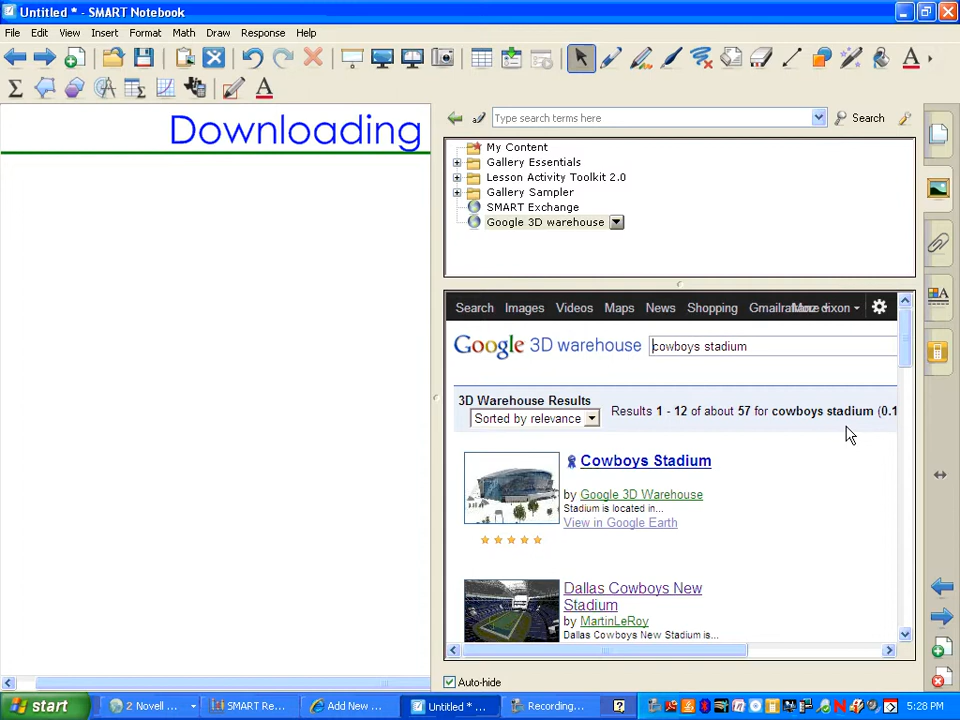 Untitled * - SMART Notebook
File Edit View Insert Format Math Draw Response Help
Downloading
Type search terms here
Search
My Content
Gallery Essentials
Lesson Activity Toolkit 2.0
Gallery Sampler
SMART Exchange
Google 3D warehouse
Search Images Videos Maps News Shopping Gmail
Google 3D warehouse
cowboys stadium
3D Warehouse Results
Sorted by relevance
Results 1 - 12 of about 57 for cowboys stadium (0.1
Cowboys Stadium
by Google 3D Warehouse
Stadium is located in...
View in Google Earth
Dallas Cowboys New
Stadium
by MartinLeRoy
Dallas Cowboys New Stadium is...
Auto-hide
start
2 Novell ...
SMART Re...
Add New ...
Untitled * ...
Recording...
5:28 PM